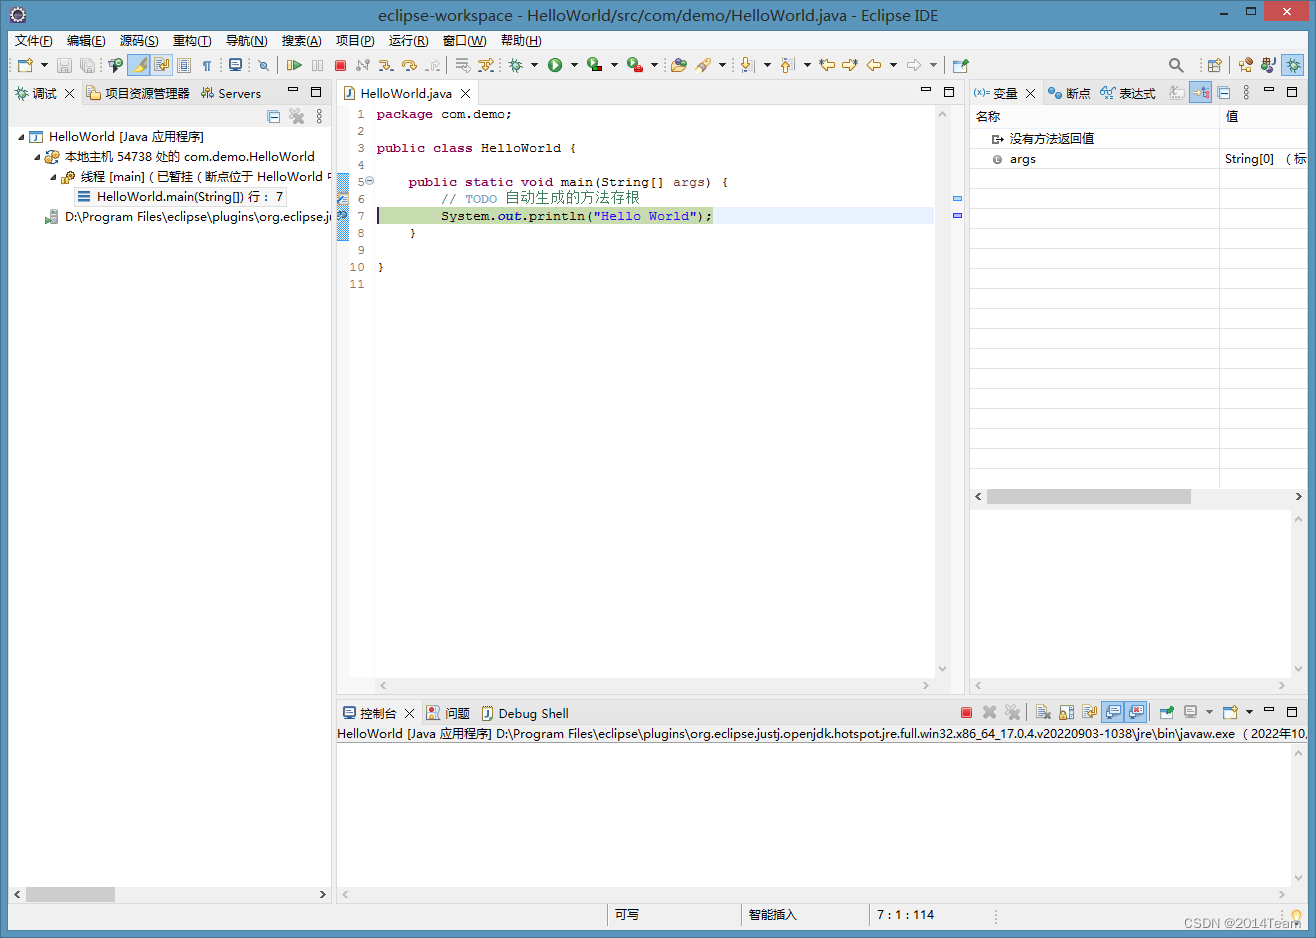 eclipse-workspace - HelloWorld/src/com/demo/HelloWorld.java - Eclipse IDE
文件(F) 编辑(E) 源码(S) 重构(T) 导航(N) 搜索(A) 项目(P) 运行(R) 窗口(W) 帮助(H)
调试 项目资源管理器 Servers
HelloWorld [Java 应用程序]
本地主机 54738 处的 com.demo.HelloWorld
线程 [main]（已暂挂（断点位于 HelloWorld
HelloWorld.main(String[]) 行： 7
D:\Program Files\eclipse\plugins\org.eclipse.ju
HelloWorld.java
1 package com.demo;
2
3 public class HelloWorld {
4
5 public static void main(String[] args) {
6 // TODO 自动生成的方法存根
7 System.out.println("Hello World");
8 }
9
10 }
11
(x)= 变量 断点 表达式
名称 值
没有方法返回值
args String[0] （标
控制台 问题 Debug Shell
HelloWorld [Java 应用程序] D:\Program Files\eclipse\plugins\org.eclipse.justj.openjdk.hotspot.jre.full.win32.x86_64_17.0.4.v20220903-1038\jre\bin\javaw.exe （2022年10.
可写 智能插入 7 : 1 : 114
CSDN @2014Team